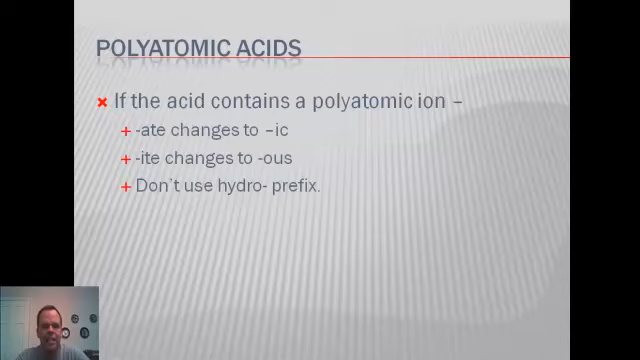 POLYATOMIC ACIDS
If the acid contains a polyatomic ion –
-ate changes to –ic
-ite changes to -ous
Don't use hydro- prefix.